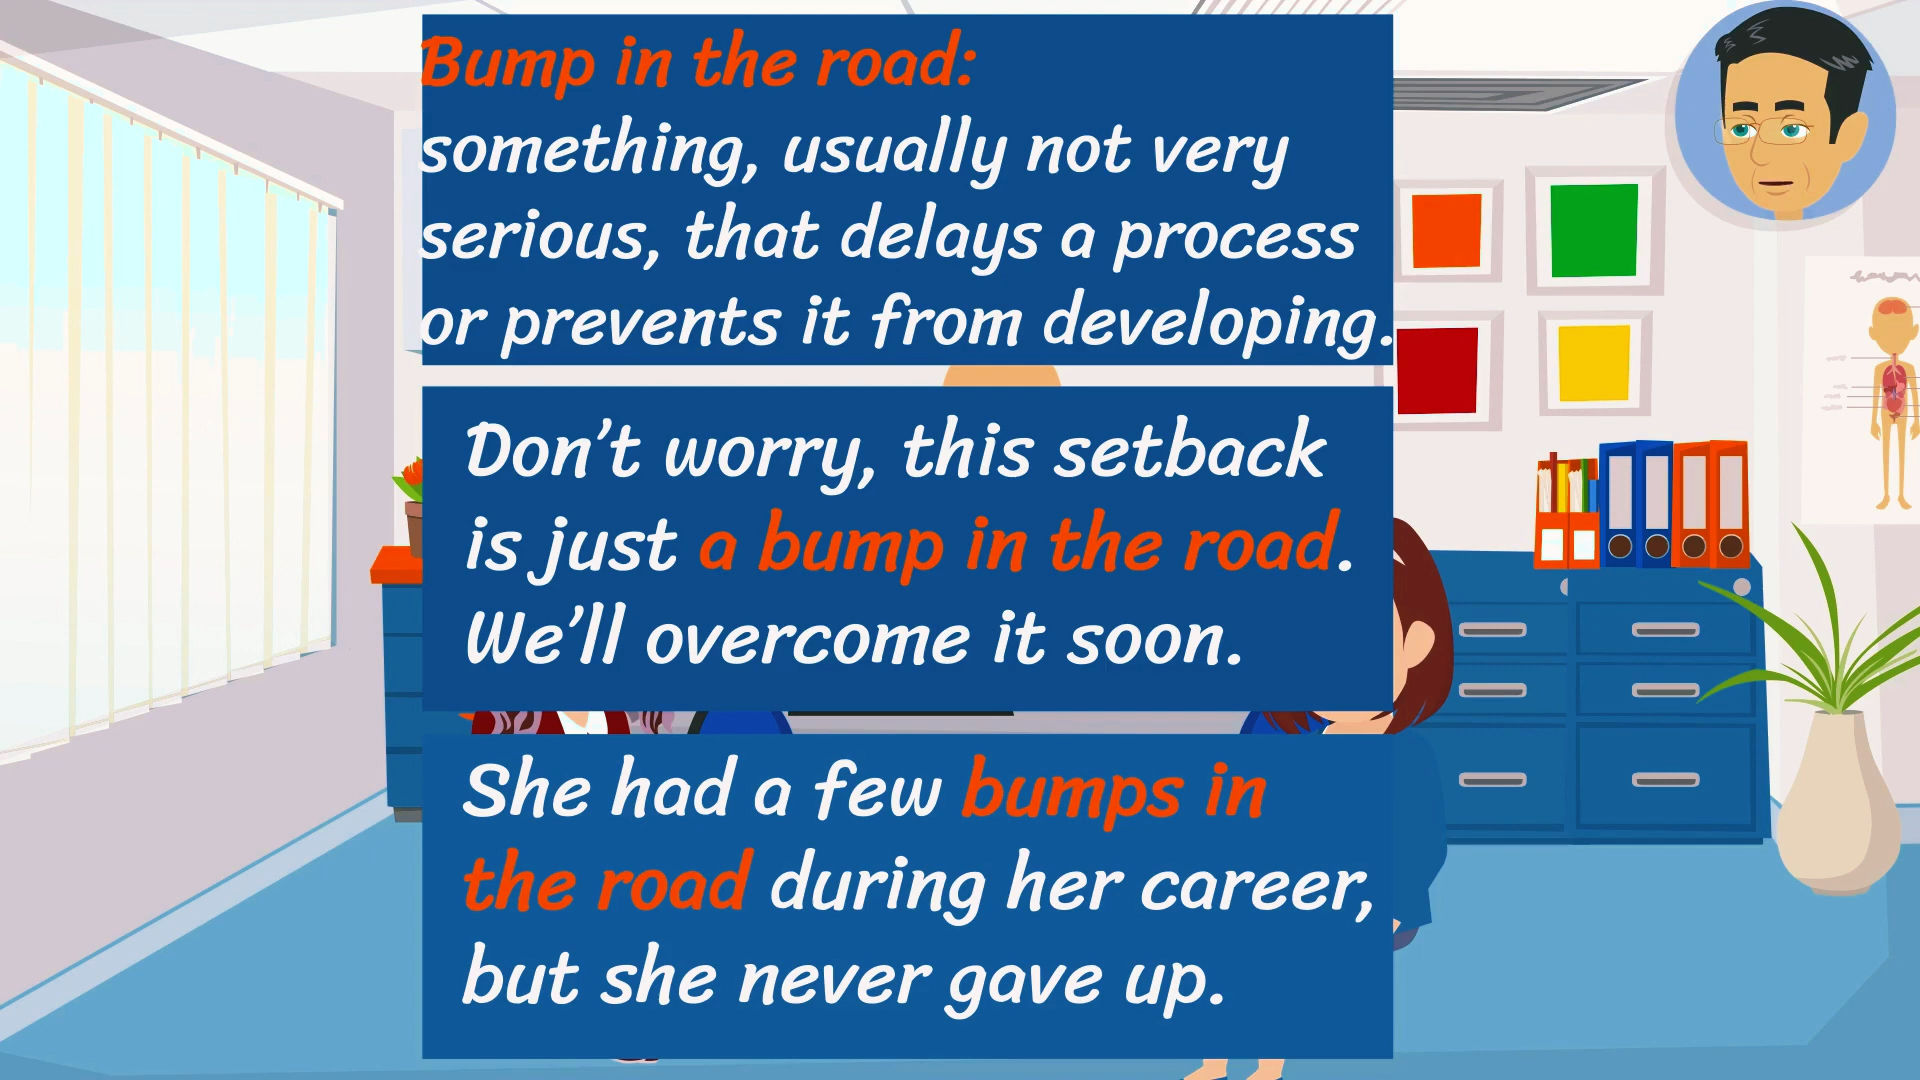 Bump in the road:
something, usually not very
serious, that delays a process
or prevents it from developing.
Don't worry, this setback
is just a bump in the road.
We'll overcome it soon.
She had a few bumps in
the road during her career,
but she never gave up.